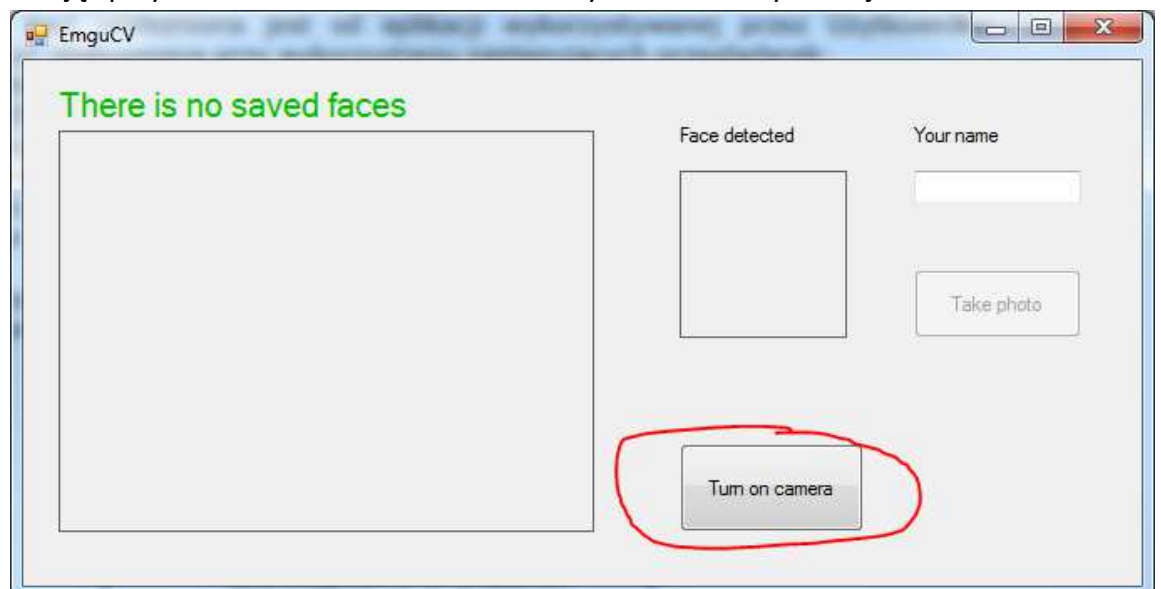 EmguCV
There is no saved faces
Face detected
Your name
Take photo
Turn on camera